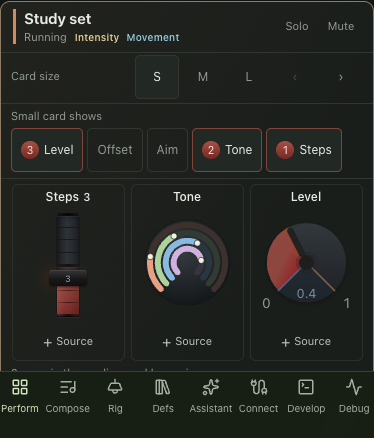 Study set
Running Intensity Movement
Solo Mute
Card size
S M L ‹ ›
Small card shows
3 Level Offset Aim 2 Tone 1 Steps
Steps 3 Tone Level
3
0.4
0 1
+ Source + Source
Perform Compose Rig Defs Assistant Connect Develop Debug